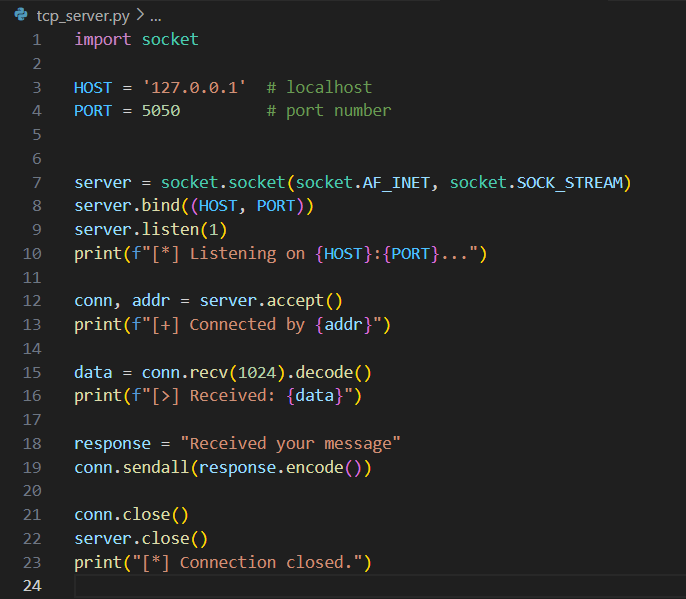 tcp_server.py > ...
1 import socket
2
3 HOST = '127.0.0.1'  # localhost
4 PORT = 5050         # port number
5
6
7 server = socket.socket(socket.AF_INET, socket.SOCK_STREAM)
8 server.bind((HOST, PORT))
9 server.listen(1)
10 print(f"[*] Listening on {HOST}:{PORT}...")
11
12 conn, addr = server.accept()
13 print(f"[+] Connected by {addr}")
14
15 data = conn.recv(1024).decode()
16 print(f"[>] Received: {data}")
17
18 response = "Received your message"
19 conn.sendall(response.encode())
20
21 conn.close()
22 server.close()
23 print("[*] Connection closed.")
24